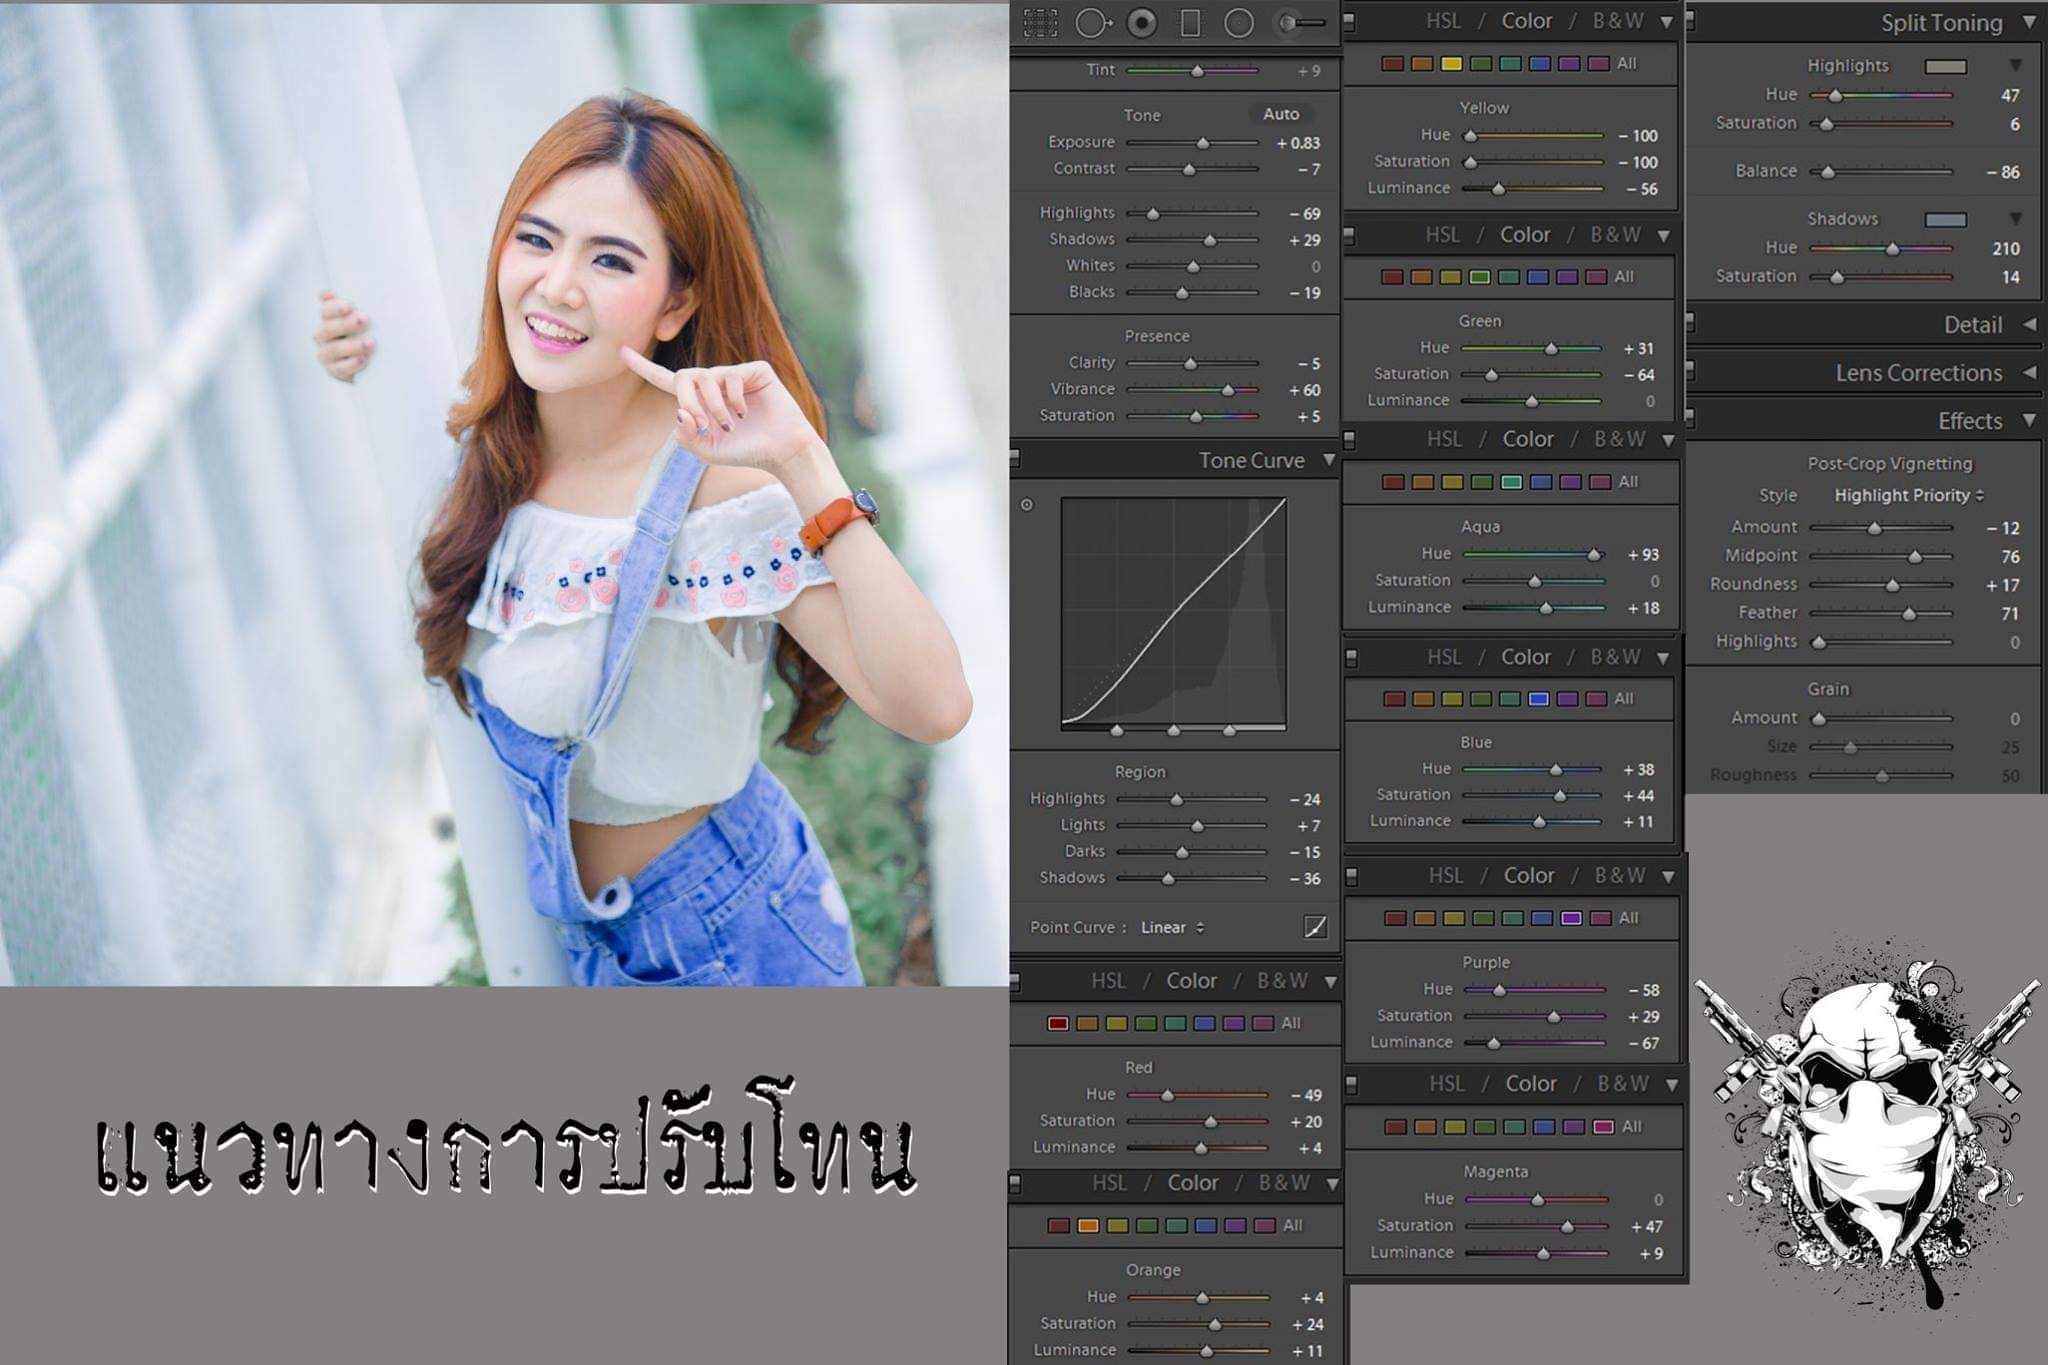 แนวทางการปรับโทน
Tint + 9
Tone Auto
Exposure + 0.83
Contrast – 7
Highlights – 69
Shadows + 29
Whites 0
Blacks – 19
Presence
Clarity – 5
Vibrance + 60
Saturation + 5
Tone Curve
Region
Highlights – 24
Lights + 7
Darks – 15
Shadows – 36
Point Curve : Linear
HSL / Color / B & W
All
Red
Hue – 49
Saturation + 20
Luminance + 4
HSL / Color / B & W
All
Orange
Hue + 4
Saturation + 24
Luminance + 11
HSL / Color / B & W
All
Yellow
Hue – 100
Saturation – 100
Luminance – 56
HSL / Color / B & W
All
Green
Hue + 31
Saturation – 64
Luminance 0
HSL / Color / B & W
All
Aqua
Hue + 93
Saturation 0
Luminance + 18
HSL / Color / B & W
All
Blue
Hue + 38
Saturation + 44
Luminance + 11
HSL / Color / B & W
All
Purple
Hue – 58
Saturation + 29
Luminance – 67
HSL / Color / B & W
All
Magenta
Hue 0
Saturation + 47
Luminance + 9
Split Toning
Highlights
Hue 47
Saturation 6
Balance – 86
Shadows
Hue 210
Saturation 14
Detail
Lens Corrections
Effects
Post-Crop Vignetting
Style Highlight Priority
Amount – 12
Midpoint 76
Roundness + 17
Feather 71
Highlights 0
Grain
Amount 0
Size 25
Roughness 50